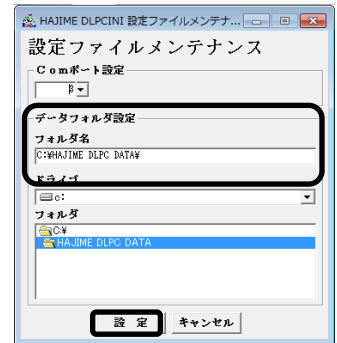 HAJIME DLPCINI 設定ファイルメンテナ...
設定ファイルメンテナンス
Comポート設定
データフォルダ設定
フォルダ名
C:¥HAJIME DLPC DATA¥
ドライブ
c:
フォルダ
C:¥
HAJIME DLPC DATA
設 定 キャンセル